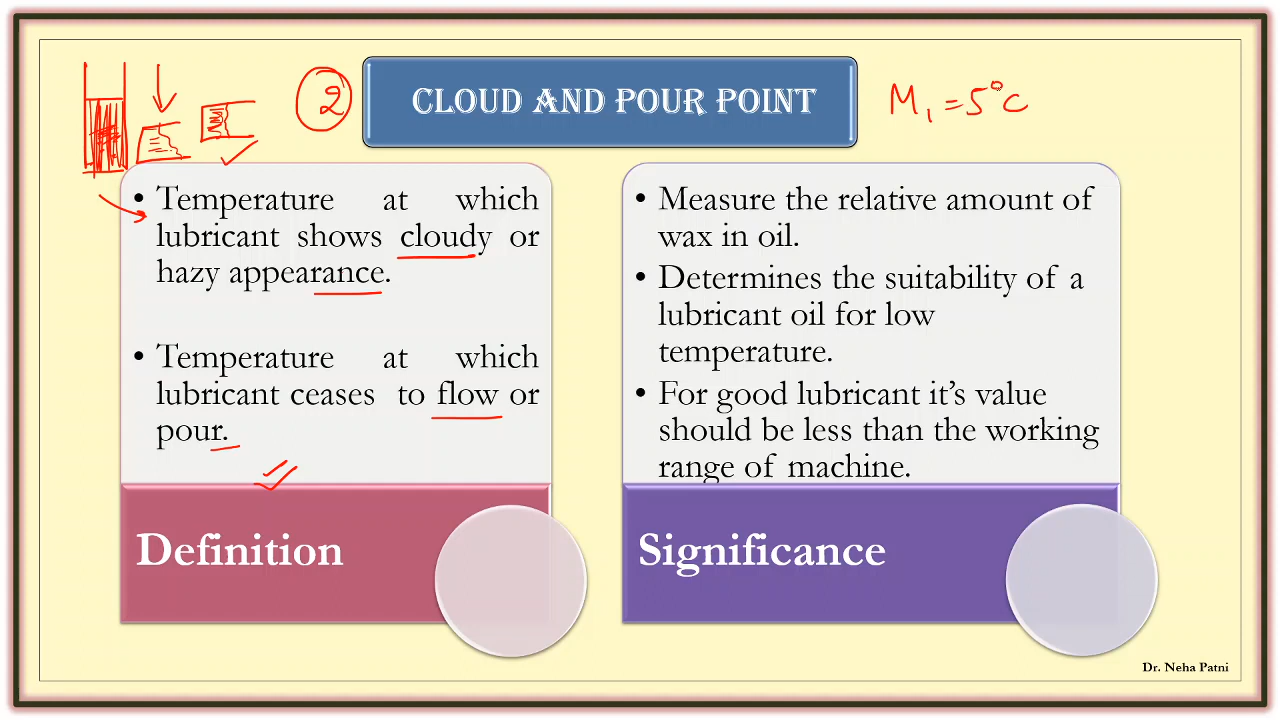 2
CLOUD AND POUR POINT
M₁ = 5°C
• Temperature at which
lubricant shows cloudy or
hazy appearance.
• Temperature at which
lubricant ceases to flow or
pour.
Definition
• Measure the relative amount of
wax in oil.
• Determines the suitability of a
lubricant oil for low
temperature.
• For good lubricant it's value
should be less than the working
range of machine.
Significance
Dr. Neha Patni